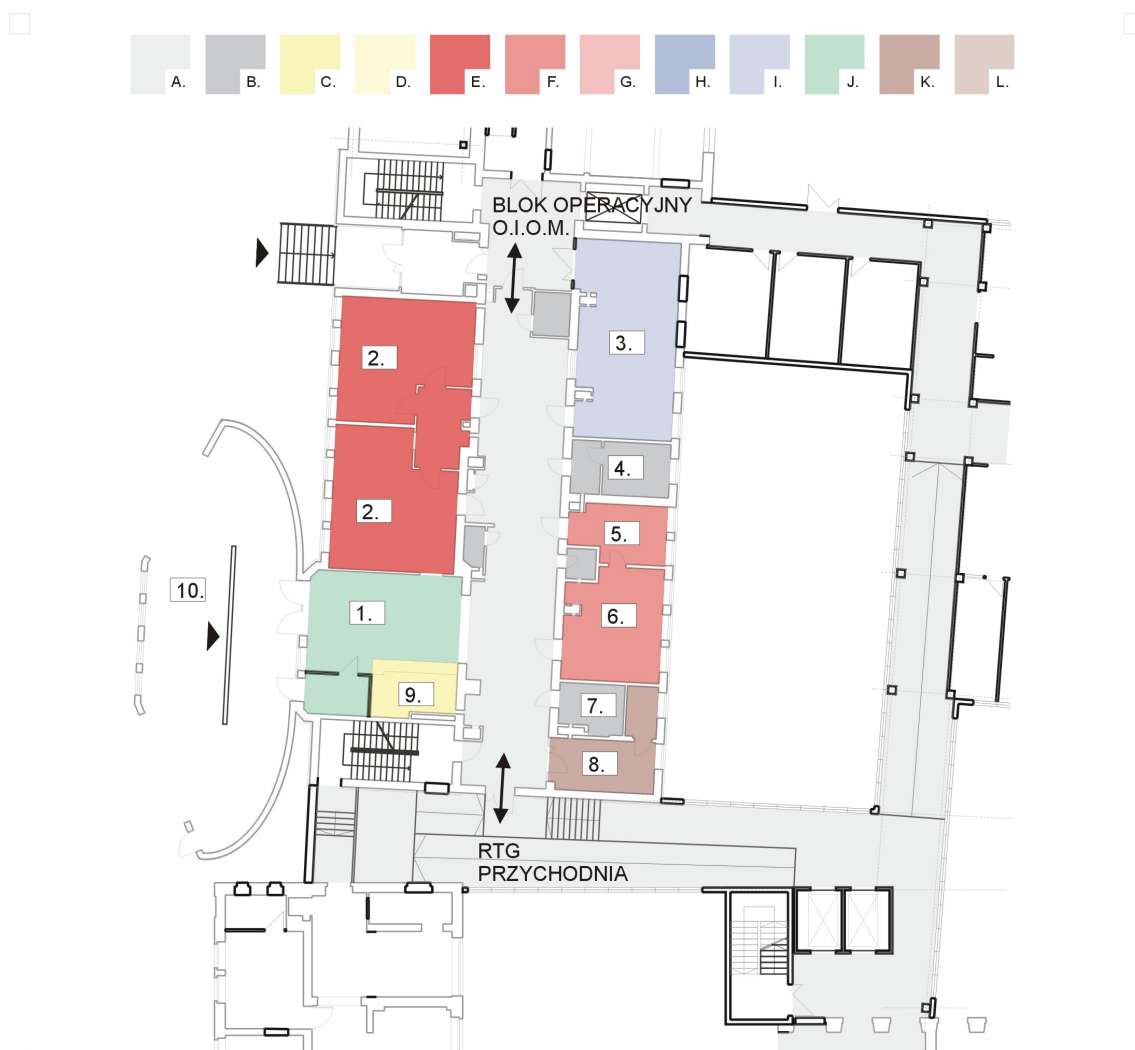 A. B. C. D. E. F. G. H. I. J. K. L.
BLOK OPERACYJNY
O.I.O.M.
2.
3.
4.
2.
5.
10.
1.
6.
9.
7.
8.
RTG
PRZYCHODNIA